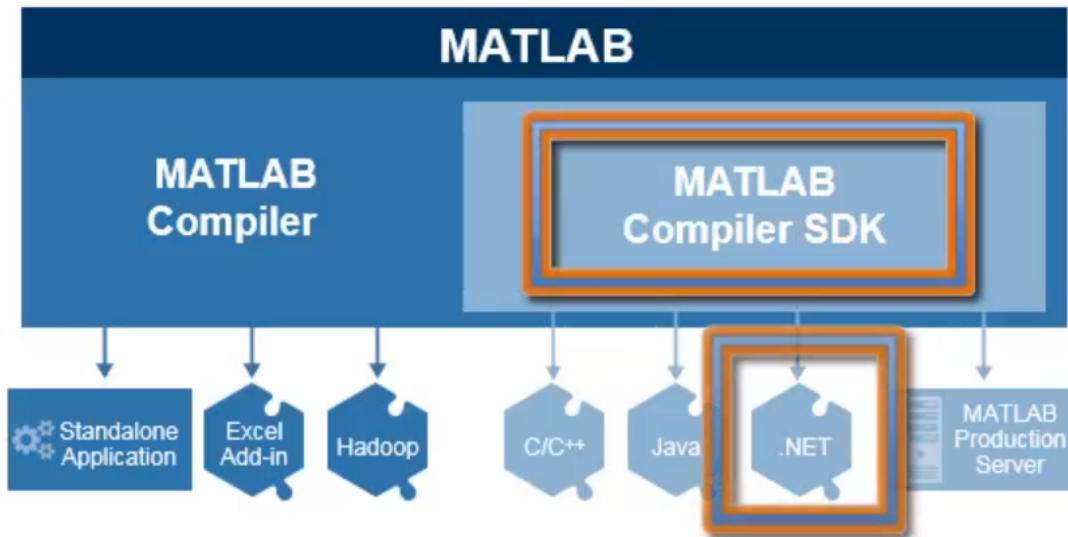 MATLAB
MATLAB
Compiler
MATLAB
Compiler SDK
Standalone
Application
Excel
Add-in
Hadoop
C/C++
Java
.NET
MATLAB
Production
Server